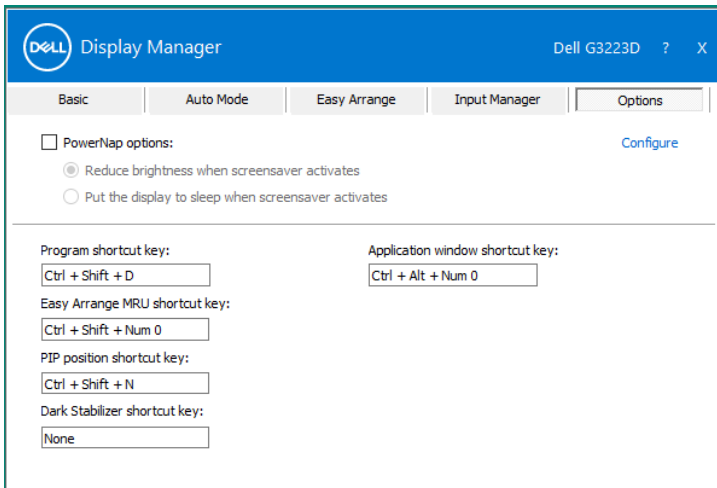 DELL Display Manager Dell G3223D ? X
Basic Auto Mode Easy Arrange Input Manager Options
PowerNap options: Configure
Reduce brightness when screensaver activates
Put the display to sleep when screensaver activates
Program shortcut key: Application window shortcut key:
Ctrl + Shift + D Ctrl + Alt + Num 0
Easy Arrange MRU shortcut key:
Ctrl + Shift + Num 0
PIP position shortcut key:
Ctrl + Shift + N
Dark Stabilizer shortcut key:
None